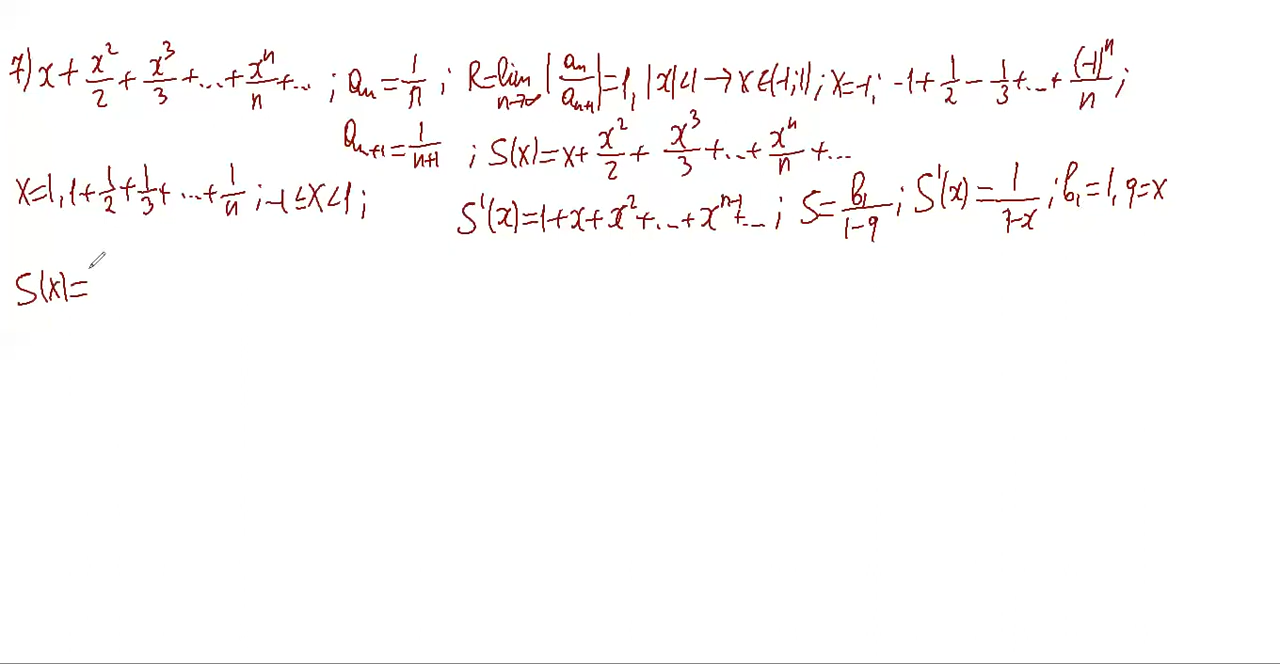 7) x + x²/2 + x³/3 + ... + xⁿ/n + ... ; aₙ = 1/n ; R = lim_{n→∞} |aₙ/aₙ₊₁| = 1, |x|<1 → x∈(-1;1) ; x=-1; -1 + 1/2 - 1/3 + ... + (-1)ⁿ/n ;
aₙ₊₁ = 1/(n+1) ; S(x) = x + x²/2 + x³/3 + ... + xⁿ/n + ...
x=1, 1 + 1/2 + 1/3 + ... + 1/n ; -1 ≤ x < 1 ;
S'(x) = 1 + x + x² + ... + xⁿ⁻¹ + ... ; S = b₁/(1-q) ; S'(x) = 1/(1-x) ; b₁ = 1, q = x
S(x) =